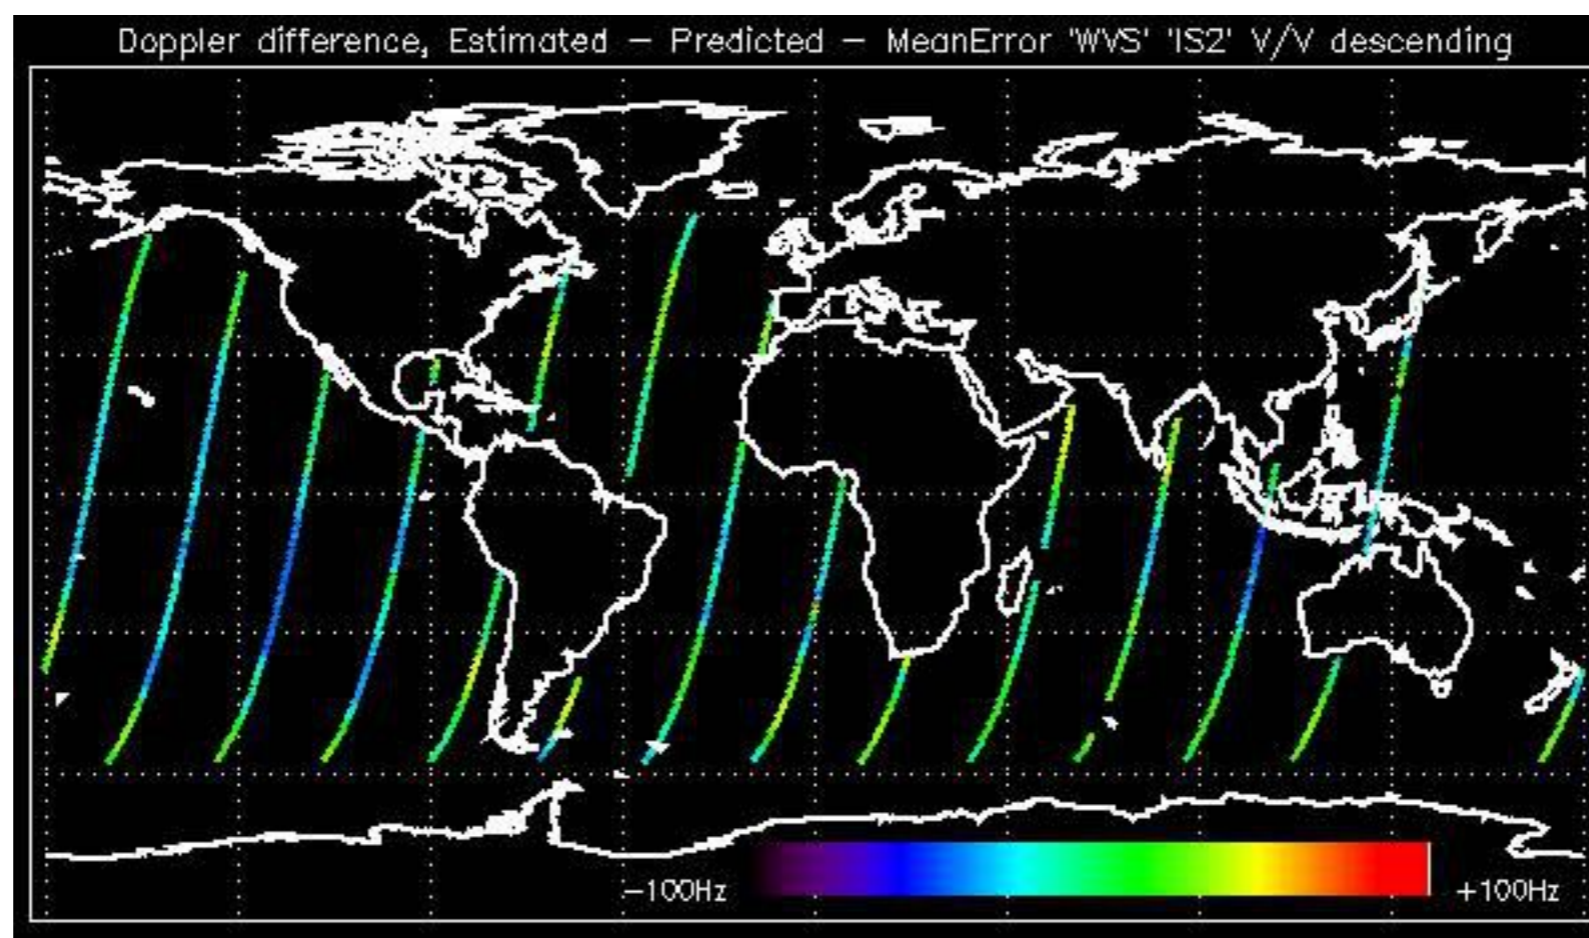 Doppler difference, Estimated – Predicted – MeanError 'WVS' 'IS2' V/V descending
–100Hz
+100Hz